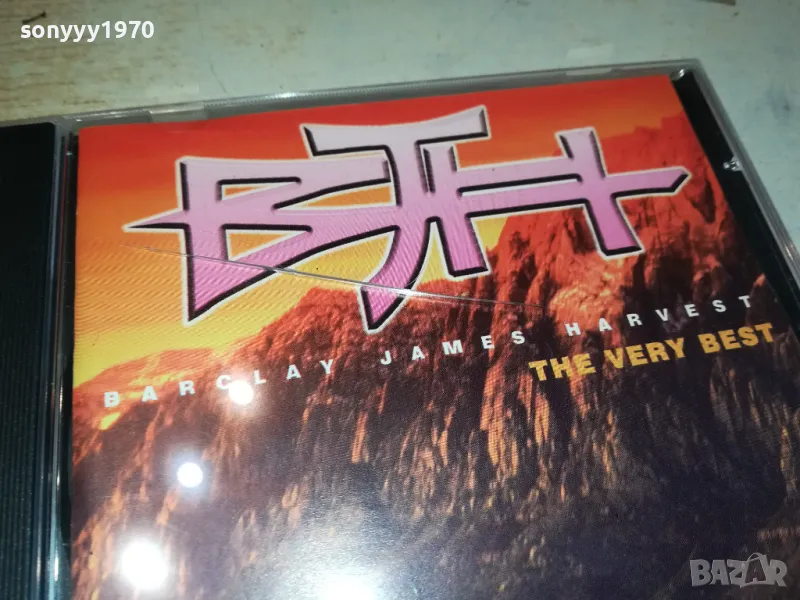 sonyyy1970
BJH
BARCLAY JAMES HARVEST
THE VERY BEST
BAZAR